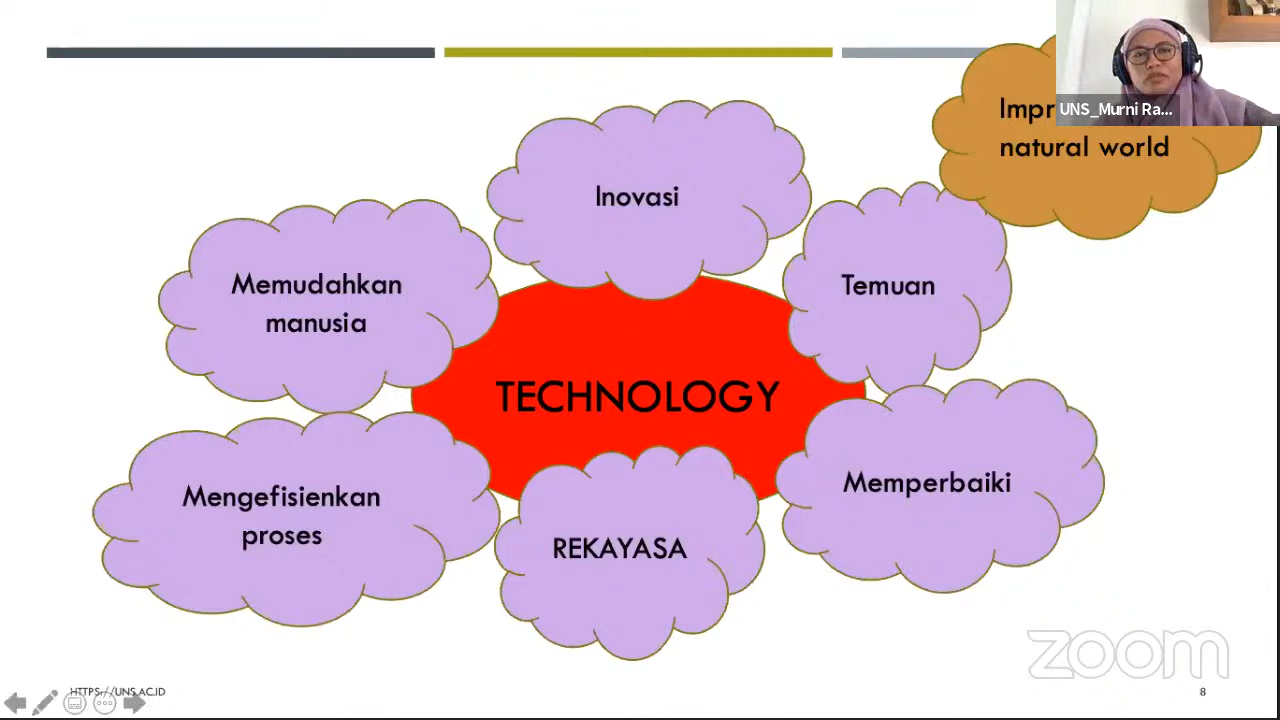 Impr
natural world
UNS_Murni Ra...
Inovasi
Memudahkan
manusia
Temuan
TECHNOLOGY
Mengefisienkan
proses
REKAYASA
Memperbaiki
zoom
HTTPS://UNS.AC.ID
8